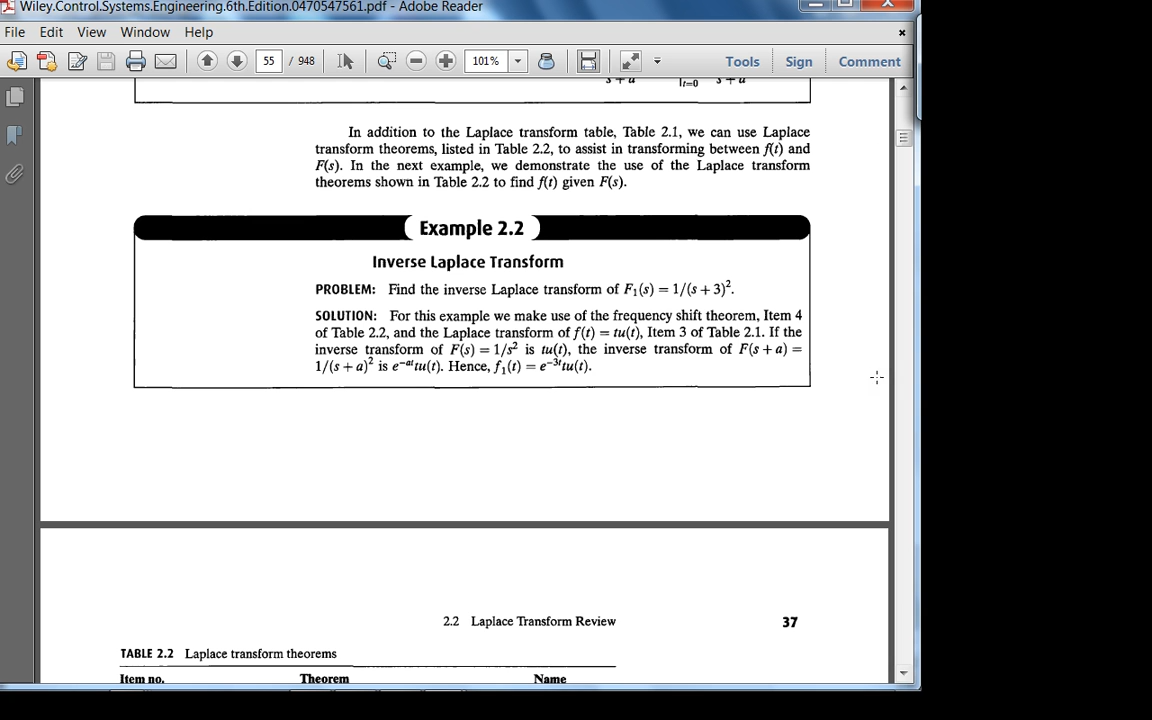 Wiley.Control.Systems.Engineering.6th.Edition.0470547561.pdf - Adobe Reader
File Edit View Window Help
55 / 948 101% Tools Sign Comment
s + a |t=0 s + a
In addition to the Laplace transform table, Table 2.1, we can use Laplace
transform theorems, listed in Table 2.2, to assist in transforming between f(t) and
F(s). In the next example, we demonstrate the use of the Laplace transform
theorems shown in Table 2.2 to find f(t) given F(s).
Example 2.2
Inverse Laplace Transform
PROBLEM: Find the inverse Laplace transform of F₁(s) = 1/(s + 3)².
SOLUTION: For this example we make use of the frequency shift theorem, Item 4
of Table 2.2, and the Laplace transform of f(t) = tu(t), Item 3 of Table 2.1. If the
inverse transform of F(s) = 1/s² is tu(t), the inverse transform of F(s + a) =
1/(s + a)² is e⁻ᵃᵗtu(t). Hence, f₁(t) = e⁻³ᵗtu(t).
2.2 Laplace Transform Review 37
TABLE 2.2 Laplace transform theorems
Item no. Theorem Name